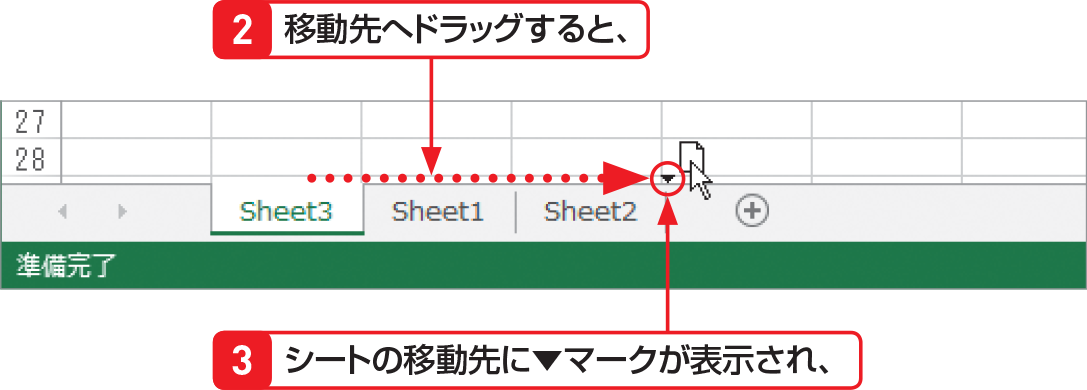 2 移動先へドラッグすると、
27
28
Sheet3 Sheet1 Sheet2
準備完了
3 シートの移動先に▼マークが表示され、